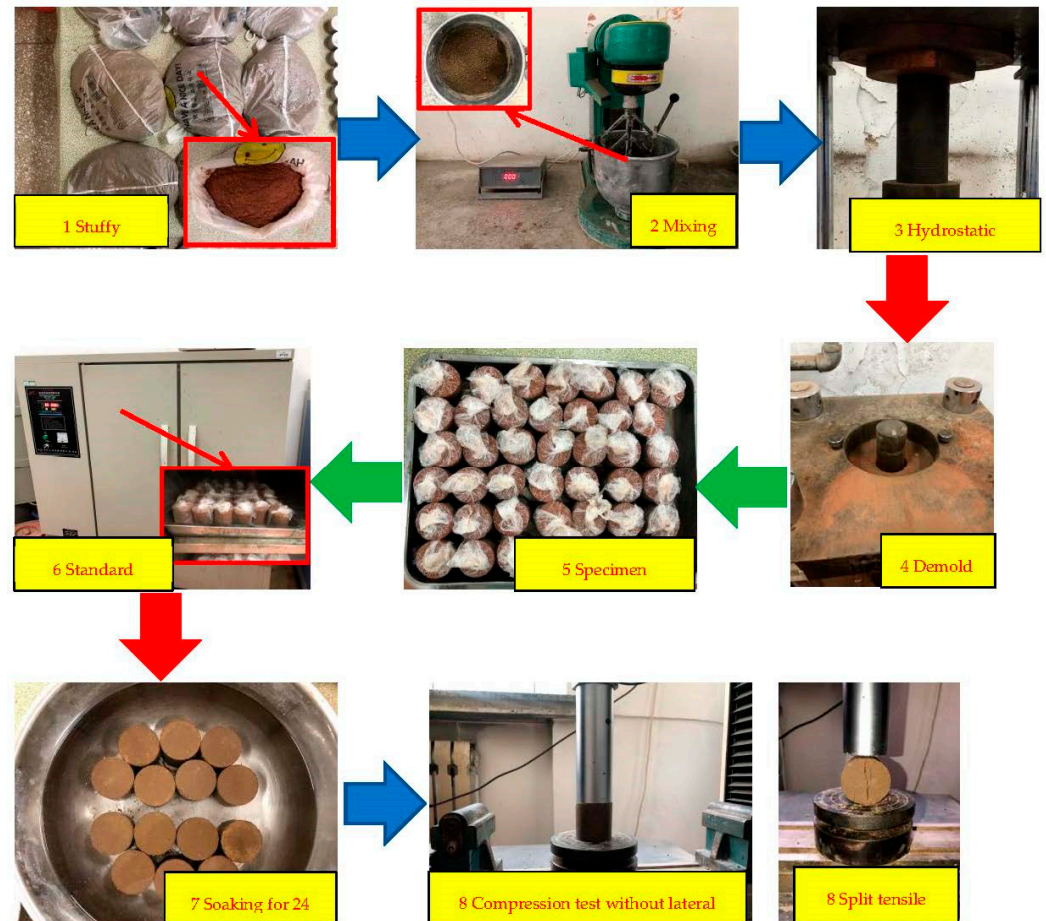 1 Stuffy
2 Mixing
3 Hydrostatic
4 Demold
5 Specimen
6 Standard
7 Soaking for 24
8 Compression test without lateral
8 Split tensile